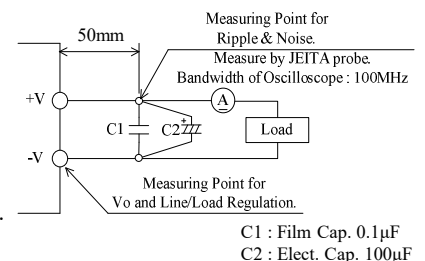 Measuring Point for
50mm
Ripple & Noise.
Measure by JEITA probe.
Bandwidth of Oscilloscope : 100MHz
+V
A
C1
+
C2
Load
-V
Measuring Point for
Vo and Line/Load Regulation.
C1 : Film Cap. 0.1μF
C2 : Elect. Cap. 100μF